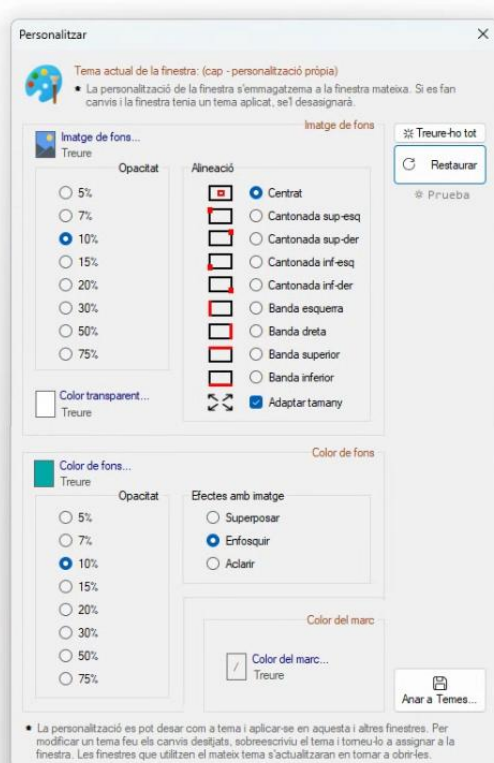 Personalitzar
Tema actual de la finestra: (cap - personalització pròpia)
La personalització de la finestra s'emmagatzema a la finestra mateixa. Si es fan
canvis i la finestra tenia un tema aplicat, se'l desasignarà.
Imatge de fons
Imatge de fons...
Treure
Opacitat
5%
7%
10%
15%
20%
30%
50%
75%
Color transparent...
Treure
Alineació
Centrat
Cantonada sup-esq
Cantonada sup-der
Cantonada inf-esq
Cantonada inf-der
Banda esquerra
Banda dreta
Banda superior
Banda inferior
Adaptar tamany
Treure-ho tot
Restaurar
Prueba
Color de fons
Color de fons...
Treure
Opacitat
5%
7%
10%
15%
20%
30%
50%
75%
Efectes amb imatge
Superposar
Enfosquir
Aclarir
Color del marc
Color del marc...
Treure
Anar a Temes...
La personalització es pot desar com a tema i aplicar-se en aquesta i altres finestres. Per
modificar un tema feu els canvis desitjats, sobreescriviu el tema i torneu-lo a assignar a la
finestra. Les finestres que utilitzen el mateix tema s'actualitzaran en tornar a obrir-les.